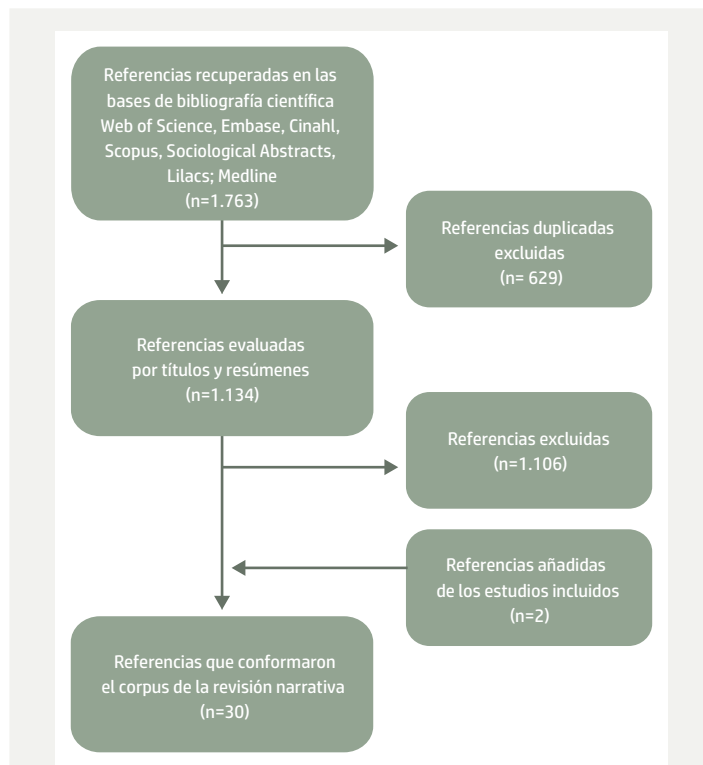 Referencias recuperadas en las
bases de bibliografía científica
Web of Science, Embase, Cinahl,
Scopus, Sociological Abstracts,
Lilacs; Medline
(n=1.763)
Referencias duplicadas
excluidas
(n= 629)
Referencias evaluadas
por títulos y resúmenes
(n=1.134)
Referencias excluidas
(n=1.106)
Referencias añadidas
de los estudios incluidos
(n=2)
Referencias que conformaron
el corpus de la revisión narrativa
(n=30)